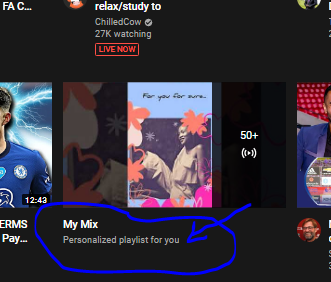 FA C...
relax/study to
ChilledCow
27K watching
LIVE NOW
For you for sure..
50+
12:43
ERMS
Pay...
My Mix
Personalized playlist for you